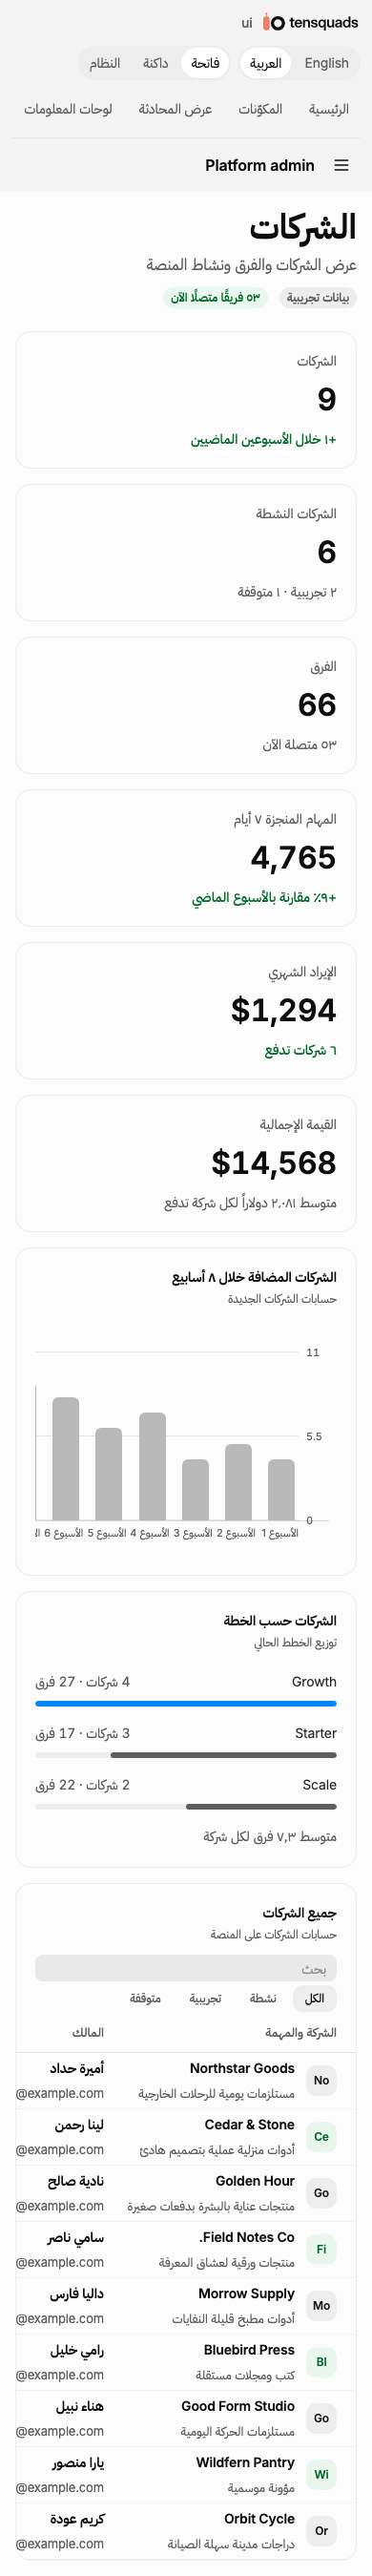 tensquads ui
English العربية فاتحة داكنة النظام
الرئيسية المكوّنات عرض المحادثة لوحات المعلومات
Platform admin
الشركات
عرض الشركات والفرق ونشاط المنصة
بيانات تجريبية ٥٣ فريقًا متصلًا الآن
الشركات
9
+١ خلال الأسبوعين الماضيين
الشركات النشطة
6
٢ تجريبية · ١ متوقفة
الفرق
66
٥٣ متصلة الآن
المهام المنجزة ٧ أيام
4,765
+٩٪ مقارنة بالأسبوع الماضي
الإيراد الشهري
$1,294
٦ شركات تدفع
القيمة الإجمالية
$14,568
متوسط ٢٬٠٨١ دولاراً لكل شركة تدفع
الشركات المضافة خلال ٨ أسابيع
حسابات الشركات الجديدة
11
5.5
0
الأسبوع 1 الأسبوع 2 الأسبوع 3 الأسبوع 4 الأسبوع 5 الأسبوع 6
الشركات حسب الخطة
توزيع الخطط الحالي
Growth 4 شركات · 27 فرق
Starter 3 شركات · 17 فرق
Scale 2 شركات · 22 فرق
متوسط ٧٫٣ فرق لكل شركة
جميع الشركات
حسابات الشركات على المنصة
بحث
الكل نشطة تجريبية متوقفة
الشركة والمهمة المالك
No Northstar Goods أميرة حداد
مستلزمات يومية للرحلات الخارجية @example.com
Ce Cedar & Stone لينا رحمن
أدوات منزلية عملية بتصميم هادئ @example.com
Go Golden Hour نادية صالح
منتجات عناية بالبشرة بدفعات صغيرة @example.com
Fi Field Notes Co. سامي ناصر
منتجات ورقية لعشاق المعرفة @example.com
Mo Morrow Supply داليا فارس
أدوات مطبخ قليلة النفايات @example.com
Bl Bluebird Press رامي خليل
كتب ومجلات مستقلة @example.com
Go Good Form Studio هناء نبيل
مستلزمات الحركة اليومية @example.com
Wi Wildfern Pantry يارا منصور
مؤونة موسمية @example.com
Or Orbit Cycle كريم عودة
دراجات مدينة سهلة الصيانة @example.com